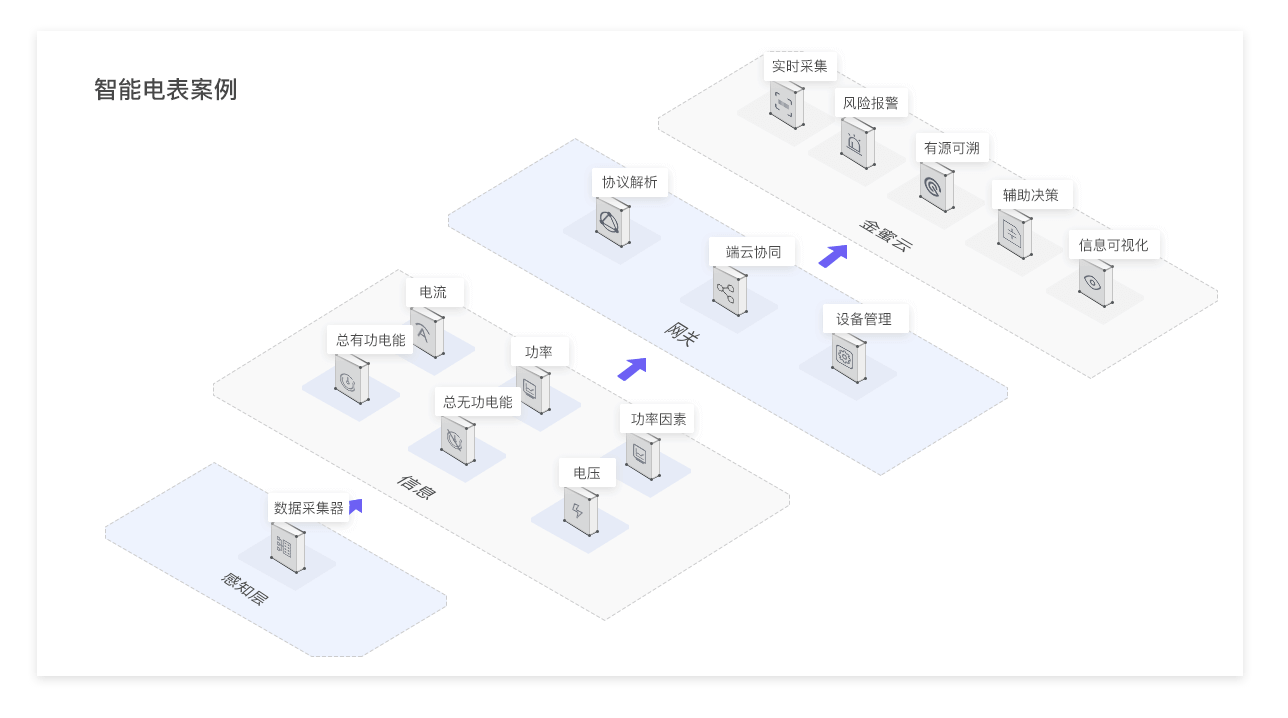 智能电表案例
实时采集
风险报警
有源可溯
辅助决策
信息可视化
金蜜云
协议解析
端云协同
设备管理
网关
电流
总有功电能
功率
总无功电能
功率因素
电压
信息
数据采集器
感知层